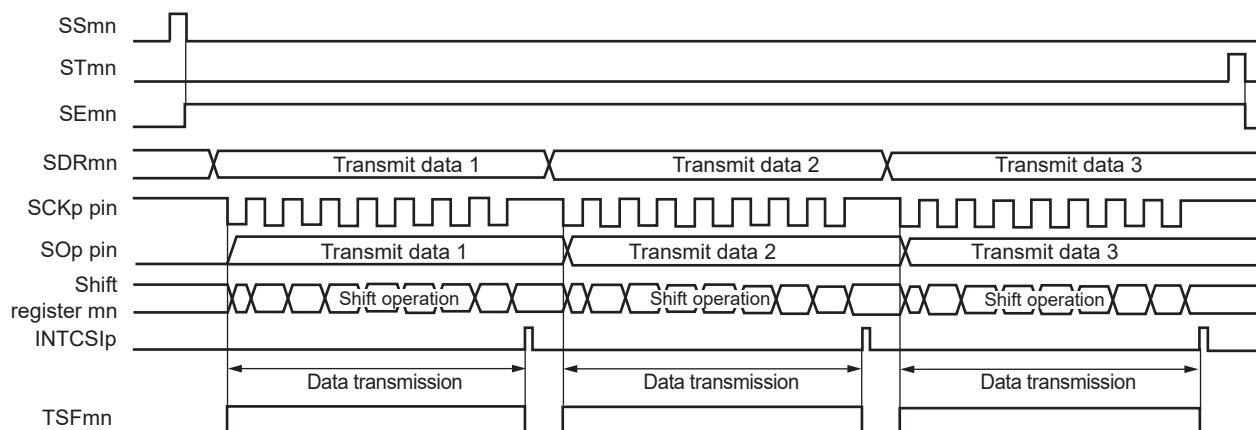 SSmn
STmn
SEmn
SDRmn Transmit data 1 Transmit data 2 Transmit data 3
SCKp pin
SOp pin Transmit data 1 Transmit data 2 Transmit data 3
Shift
register mn Shift operation Shift operation Shift operation
INTCSIp
Data transmission Data transmission Data transmission
TSFmn